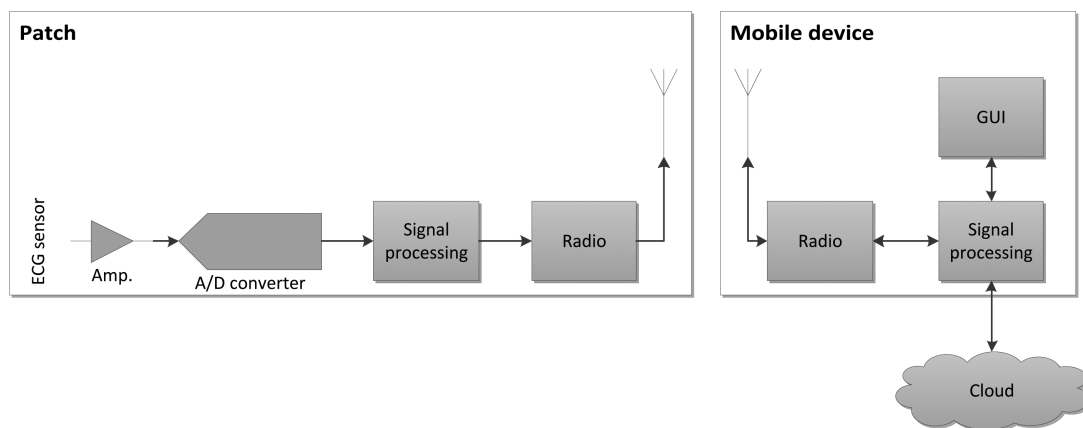 Patch
ECG sensor
Amp.
A/D converter
Signal
processing
Radio
Mobile device
Radio
GUI
Signal
processing
Cloud